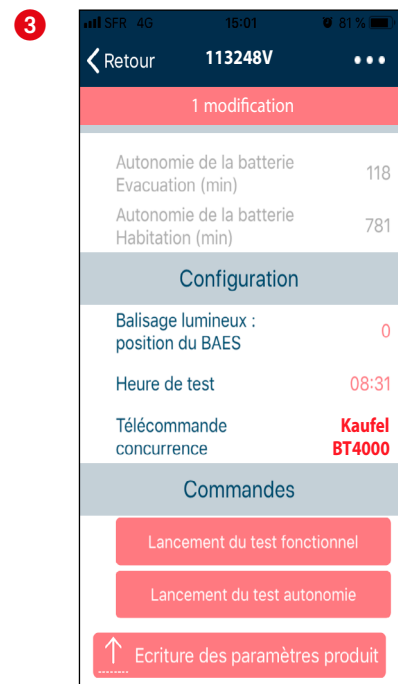 3
SFR 4G 15:01 81 %
Retour 113248V
1 modification
Autonomie de la batterie
Evacuation (min) 118
Autonomie de la batterie
Habitation (min) 781
Configuration
Balisage lumineux :
position du BAES 0
Heure de test 08:31
Télécommande
concurrence Kaufel
BT4000
Commandes
Lancement du test fonctionnel
Lancement du test autonomie
Ecriture des paramètres produit